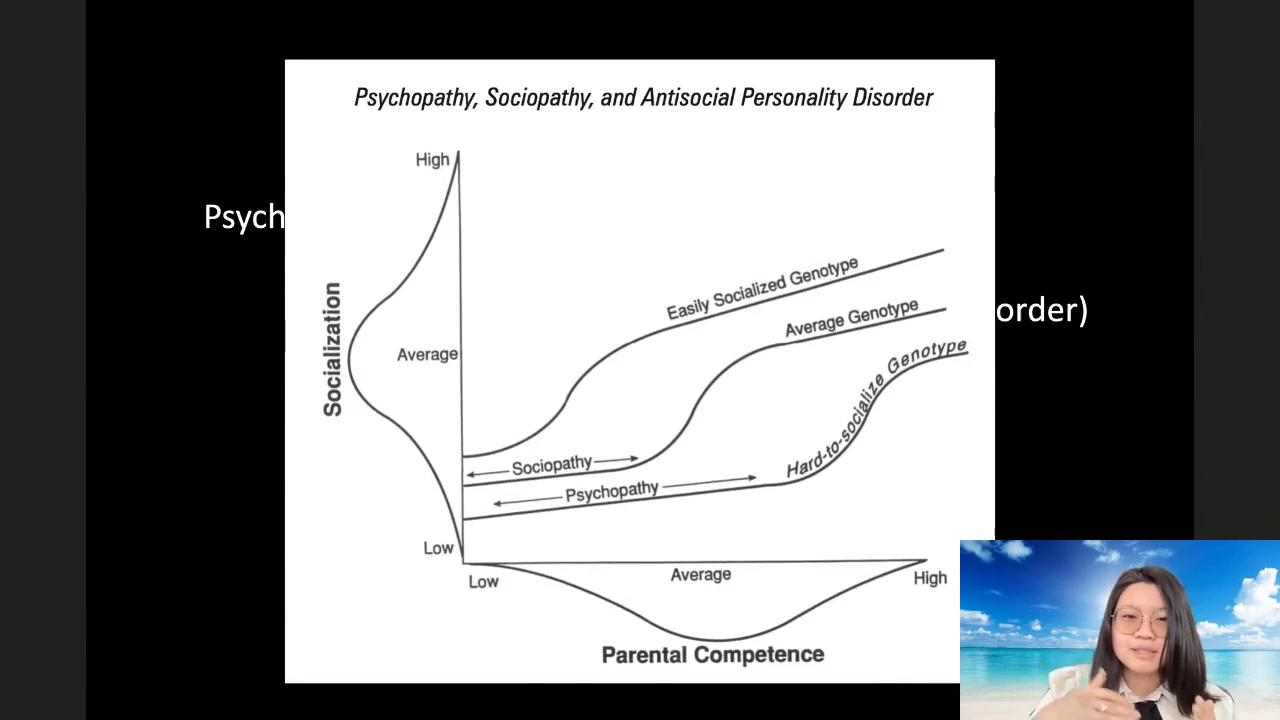 Psychopathy, Sociopathy, and Antisocial Personality Disorder
High
Psych
Easily Socialized Genotype
order)
Average Genotype
Socialization
Average
Hard-to-socialize Genotype
Sociopathy
Psychopathy
Low
Low
Average
High
Parental Competence